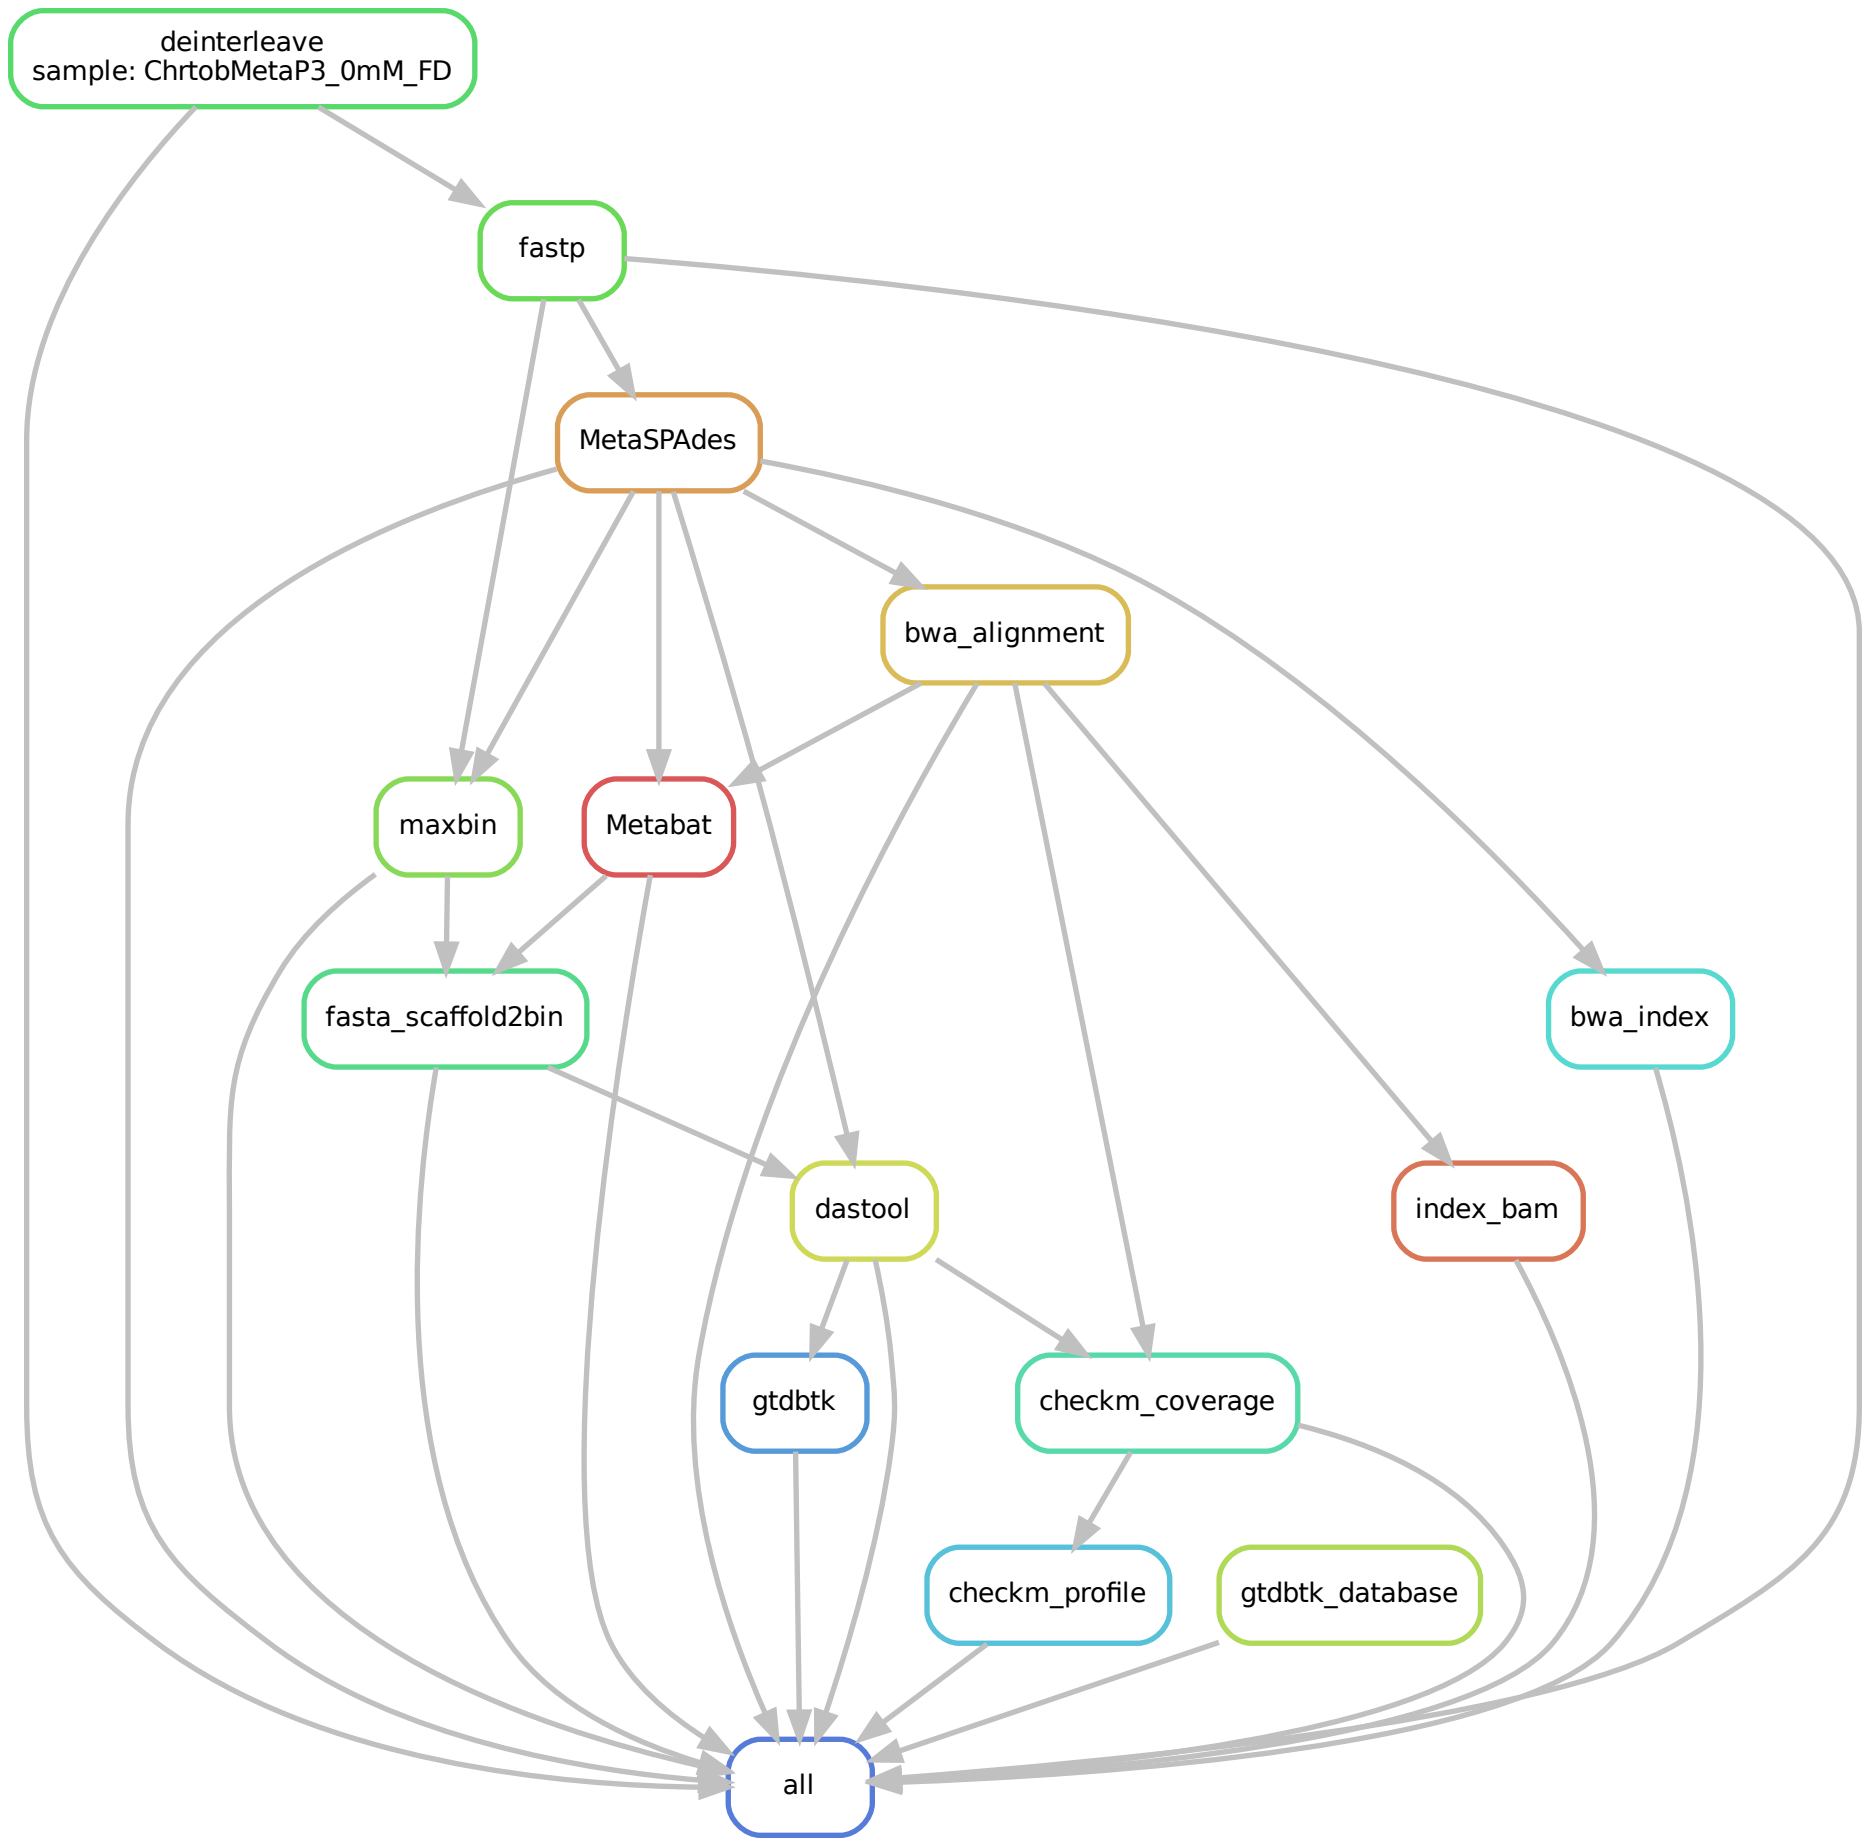 deinterleave
sample: ChrtobMetaP3_0mM_FD
fastp
MetaSPAdes
bwa_alignment
maxbin
Metabat
fasta_scaffold2bin
bwa_index
dastool
index_bam
gtdbtk
checkm_coverage
checkm_profile
gtdbtk_database
all